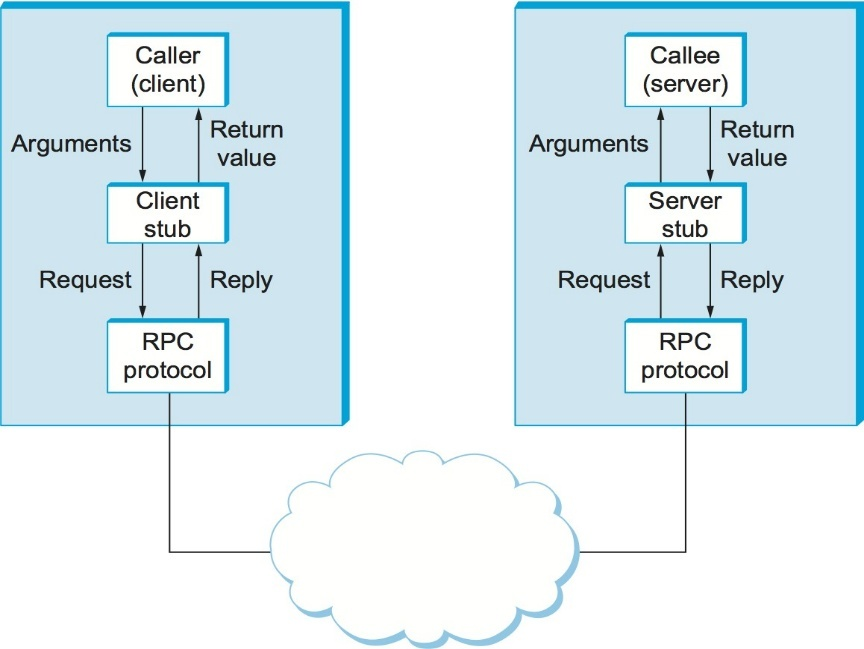 Caller
(client)
Arguments
Return
value
Client
stub
Request
Reply
RPC
protocol
Callee
(server)
Arguments
Return
value
Server
stub
Request
Reply
RPC
protocol